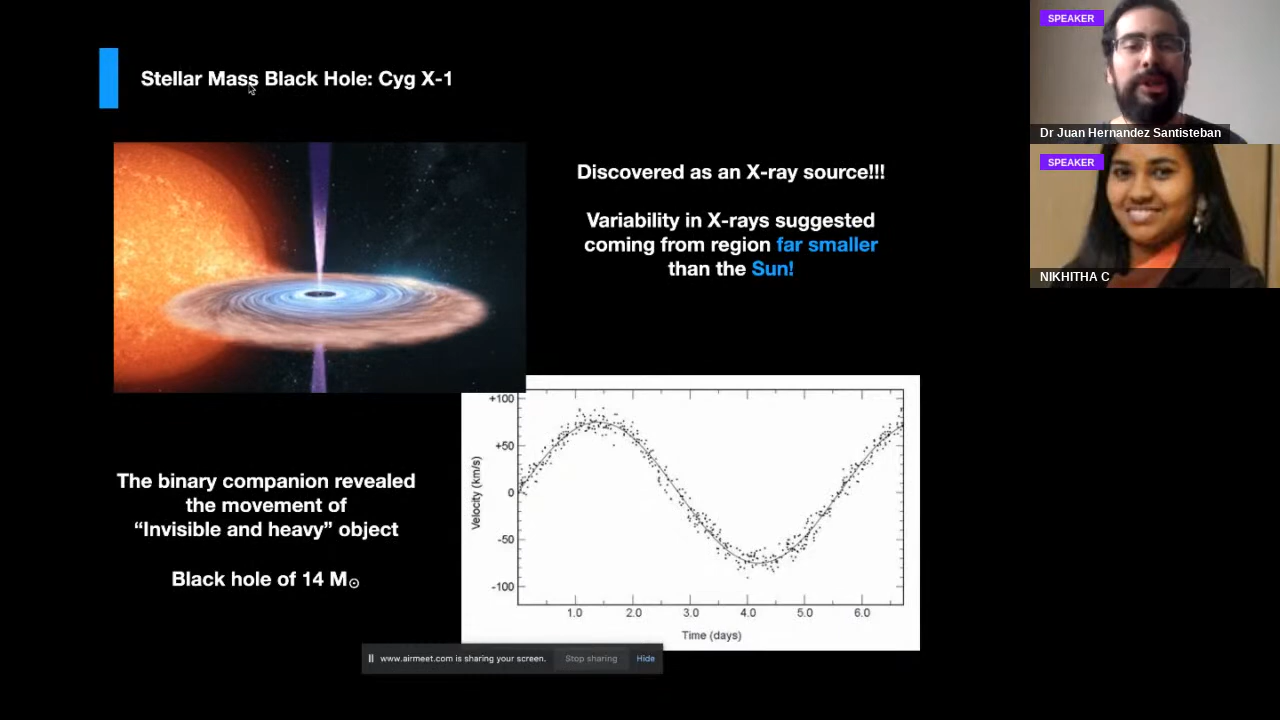 Stellar Mass Black Hole: Cyg X-1
SPEAKER
Dr Juan Hernandez Santisteban
SPEAKER
NIKHITHA C
Discovered as an X-ray source!!!
Variability in X-rays suggested
coming from region far smaller
than the Sun!
The binary companion revealed
the movement of
“Invisible and heavy” object
Black hole of 14 M☉
+100
+50
0
-50
-100
Velocity (km/s)
1.0 2.0 3.0 4.0 5.0 6.0
Time (days)
www.airmeet.com is sharing your screen. Stop sharing Hide